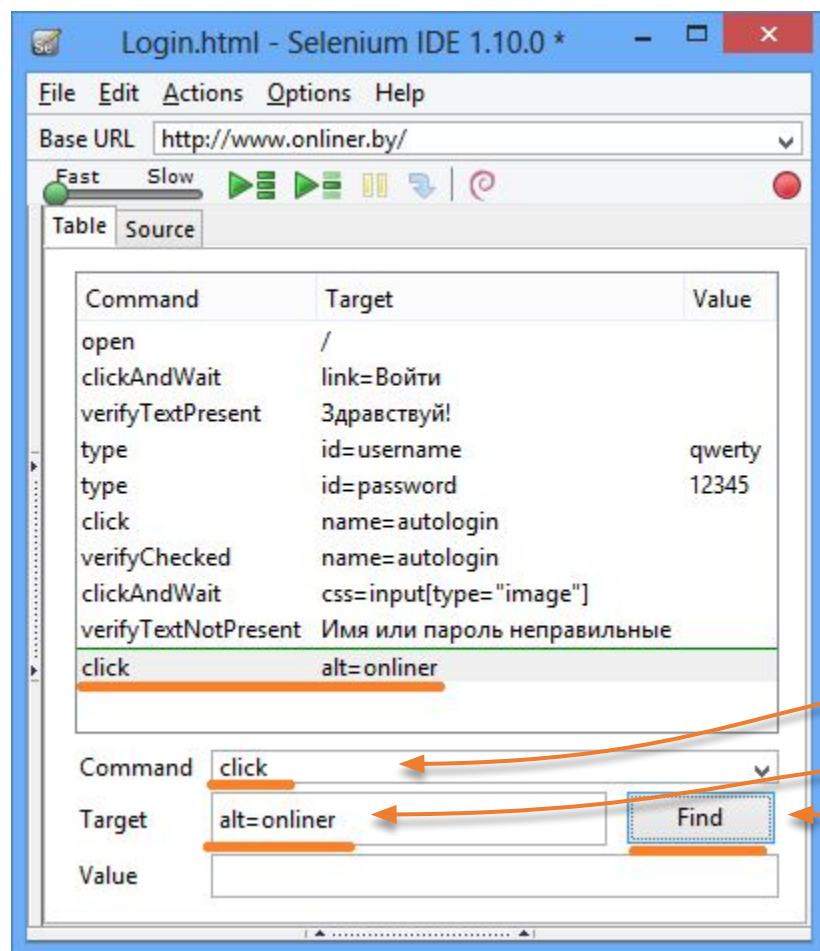 Login.html - Selenium IDE 1.10.0 *
File Edit Actions Options Help
Base URL http://www.onliner.by/
Fast Slow
Table Source
Command Target Value
open /
clickAndWait link=Войти
verifyTextPresent Здравствуй!
type id=username qwerty
type id=password 12345
click name=autologin
verifyChecked name=autologin
clickAndWait css=input[type="image"]
verifyTextNotPresent Имя или пароль неправильные
click alt=onliner
Command click
Target alt=onliner Find
Value